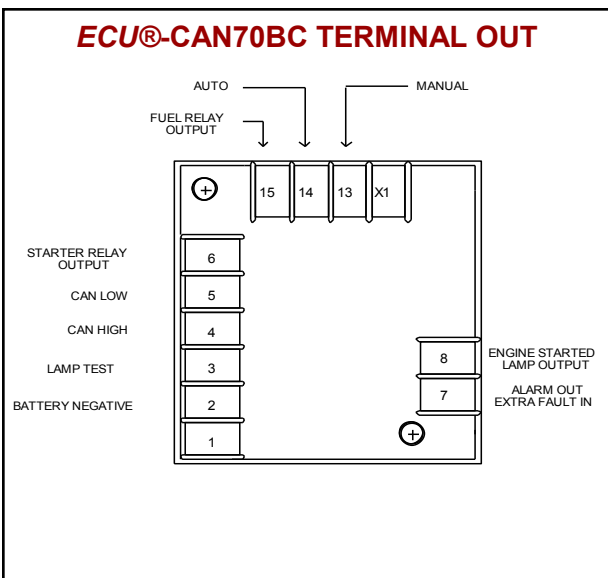 ECU®-CAN70BC TERMINAL OUT
AUTO
MANUAL
FUEL RELAY
OUTPUT
15
14
13
X1
STARTER RELAY
OUTPUT
6
CAN LOW
5
CAN HIGH
4
LAMP TEST
3
BATTERY NEGATIVE
2
1
8
ENGINE STARTED
LAMP OUTPUT
7
ALARM OUT
EXTRA FAULT IN